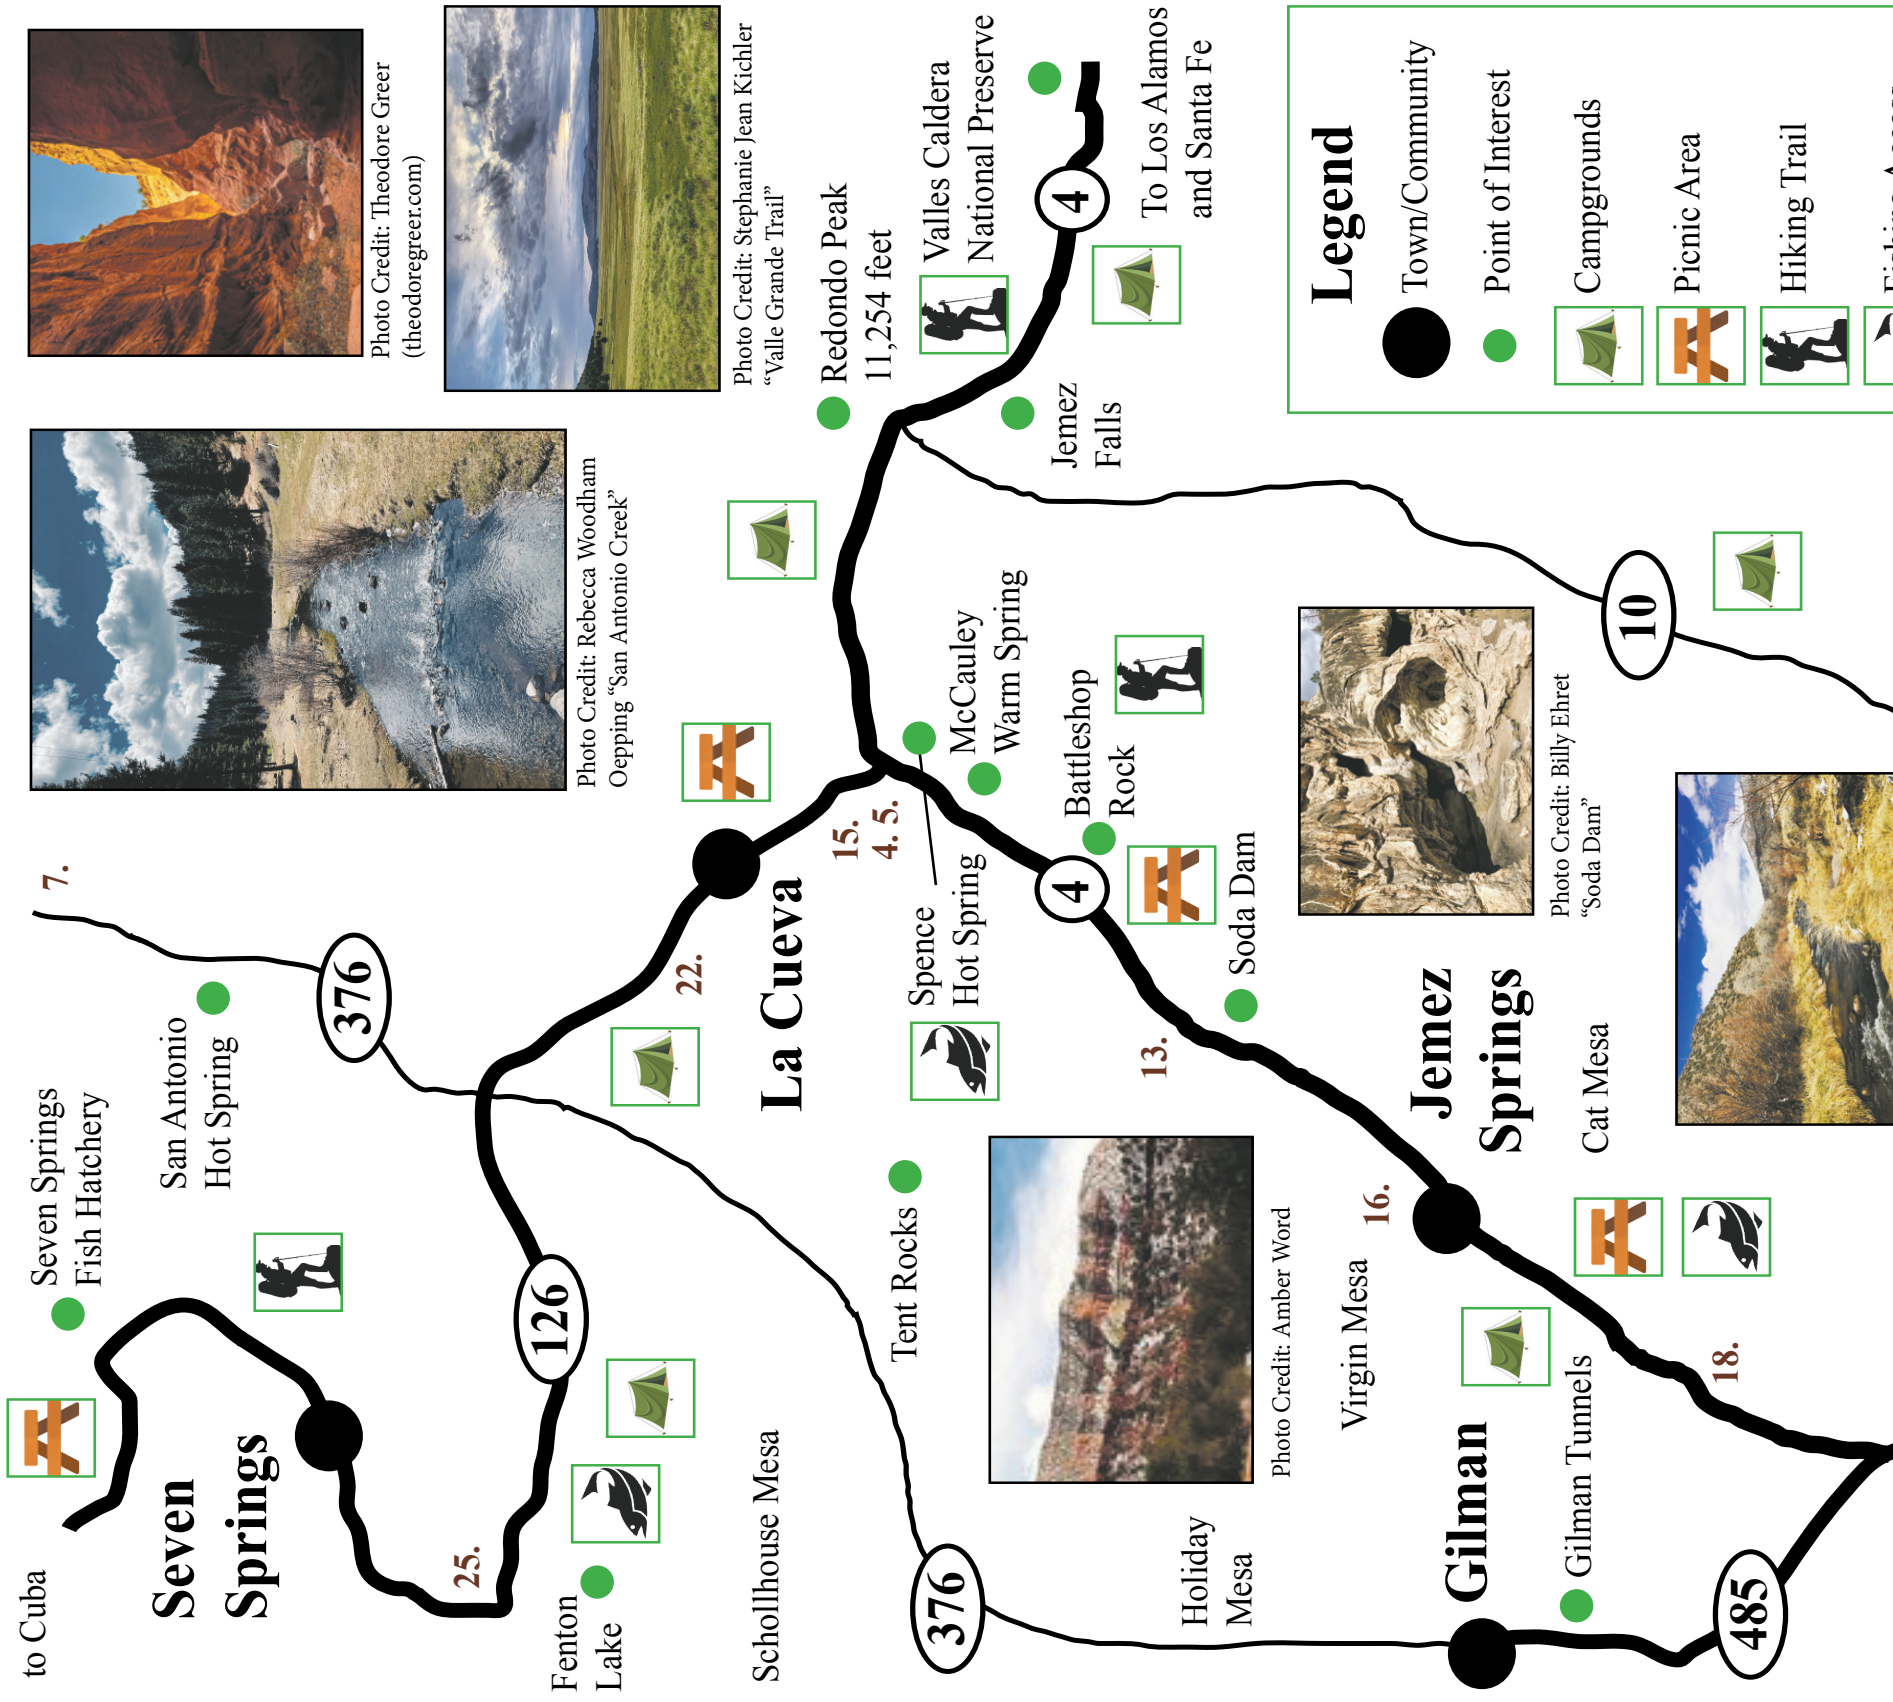 to Cuba
Seven Springs
Fish Hatchery
San Antonio
Hot Spring
7.
376
Seven
Springs
25.
126
Fenton
Lake
22.
La Cueva
Schollhouse Mesa
Tent Rocks
376
Photo Credit: Theodore Greer
(theodoregreer.com)
Photo Credit: Stephanie Jean Kichler
“Valle Grande Trail”
Photo Credit: Rebecca Woodham
Oepping “San Antonio Creek”
Redondo Peak
11,254 feet
Valles Caldera
National Preserve
4
To Los Alamos
and Santa Fe
Jemez
Falls
15.
4. 5.
Spence
Hot Spring
McCauley
Warm Spring
Battleshop
Rock
4
Soda Dam
13.
Photo Credit: Amber Word
Photo Credit: Billy Ehret
“Soda Dam”
10
Jemez
Springs
Cat Mesa
16.
Virgin Mesa
Holiday
Mesa
Gilman
Gilman Tunnels
18.
485
Legend
Town/Community
Point of Interest
Campgrounds
Picnic Area
Hiking Trail